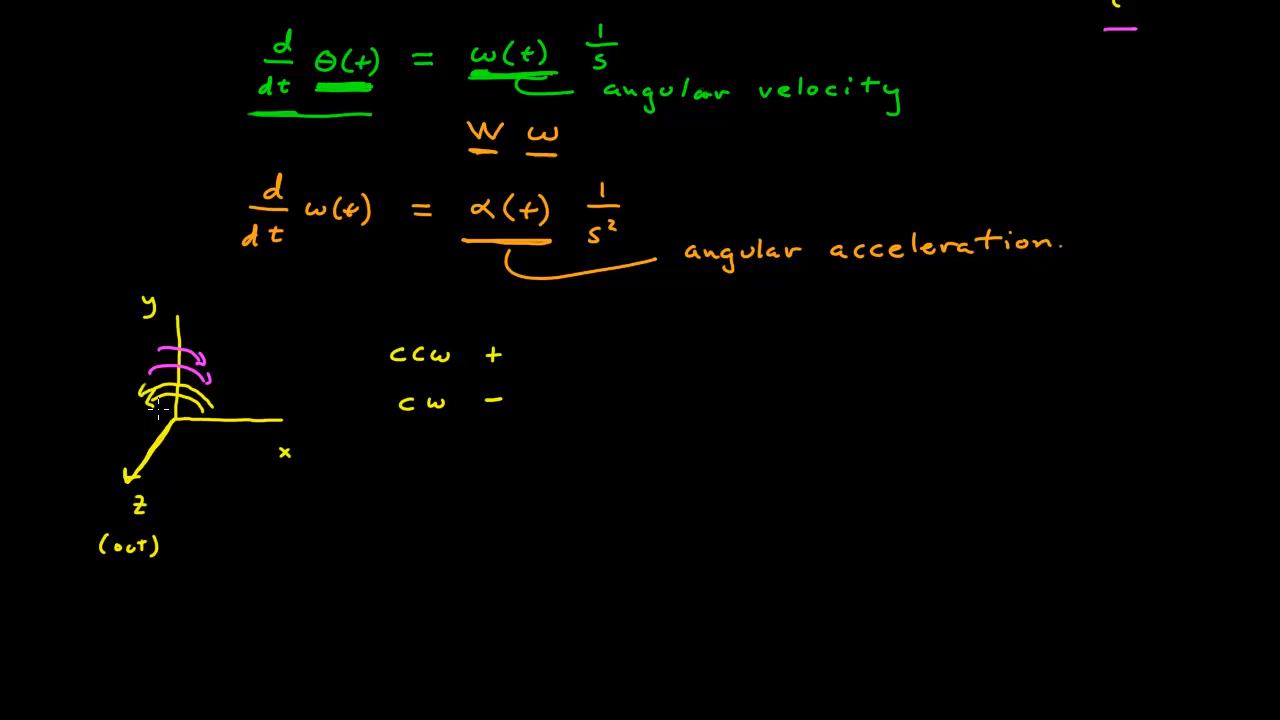 d/dt θ(t) = ω(t) 1/s
angular velocity
W ω
d/dt ω(t) = α(t) 1/s²
angular acceleration.
y
ccw +
cw −
x
z
(out)